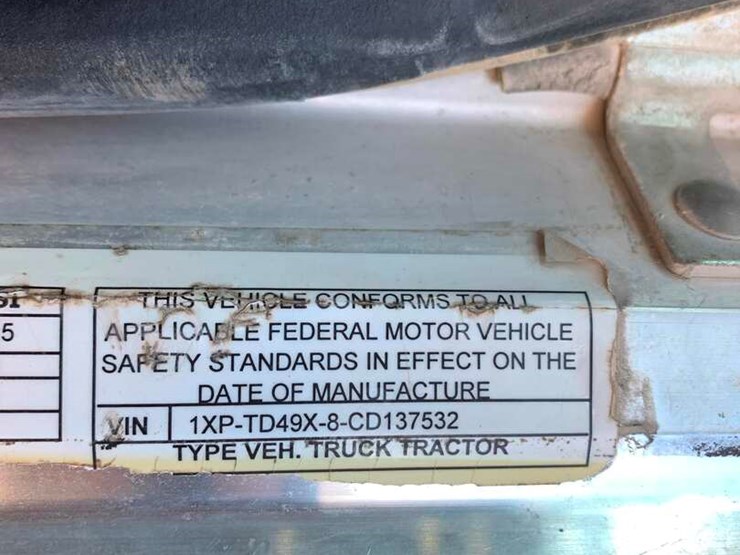 5
THIS VEHICLE CONFORMS TO ALL
APPLICABLE FEDERAL MOTOR VEHICLE
SAFETY STANDARDS IN EFFECT ON THE
DATE OF MANUFACTURE
VIN 1XP-TD49X-8-CD137532
TYPE VEH. TRUCK TRACTOR